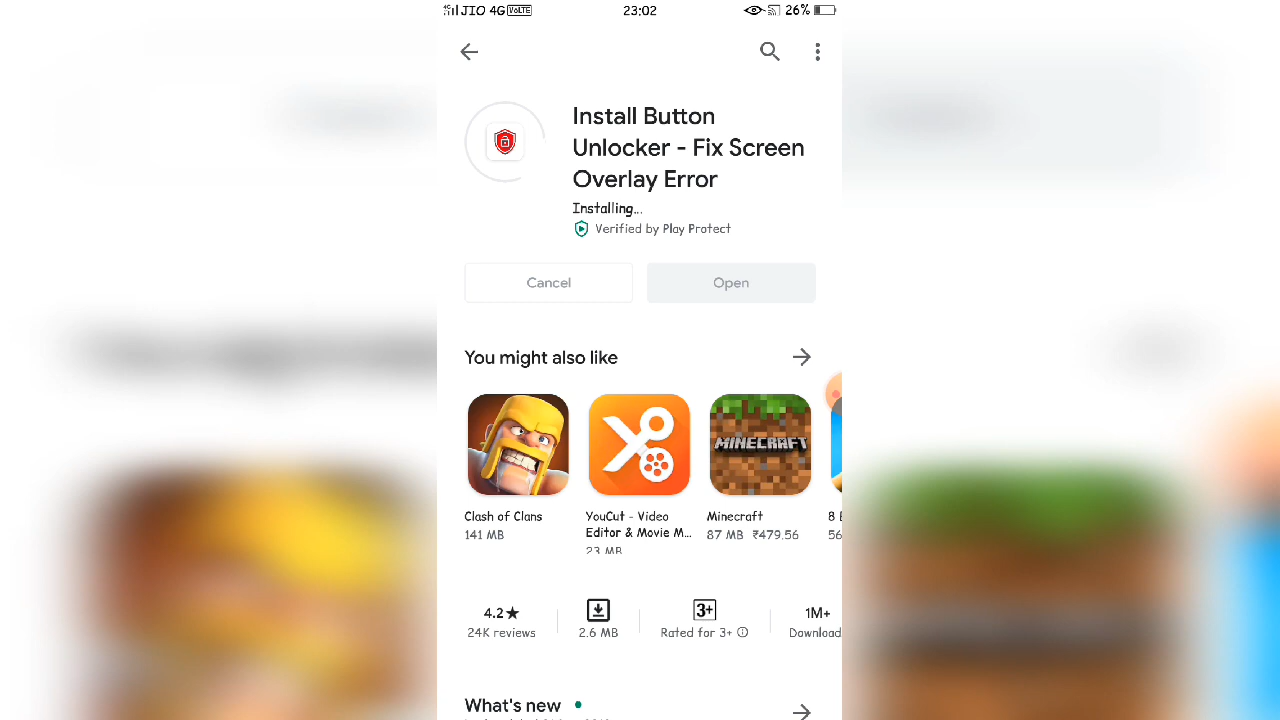 JIO 4G VoLTE 23:02 26%
Install Button
Unlocker - Fix Screen
Overlay Error
Installing...
Verified by Play Protect
Cancel Open
You might also like
MINECRAFT
Clash of Clans YouCut - Video Minecraft 8 B
Editor & Movie M...
141 MB 23 MB 87 MB ₹479.56 56
4.2★ 3+ 1M+
24K reviews 2.6 MB Rated for 3+ Download
What's new